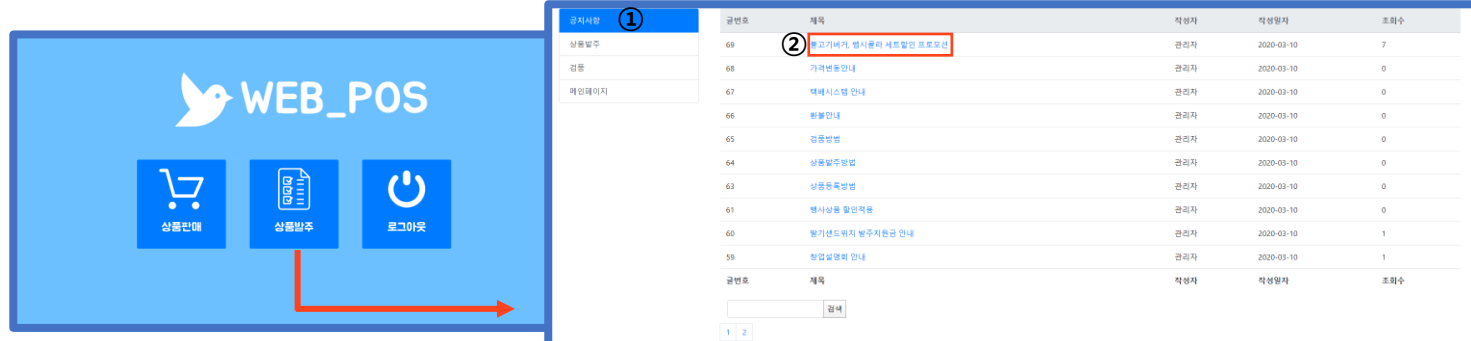 WEB_POS
상품판매
상품발주
로그아웃
공지사항 ①
상품발주
검품
메인페이지
글번호 제목 작성자 작성일자 조회수
69 ② 불고기버거, 펩시콜라 세트할인 프로모션 관리자 2020-03-10 7
68 가격변동안내 관리자 2020-03-10 0
67 택배시스템 안내 관리자 2020-03-10 0
66 환불안내 관리자 2020-03-10 0
65 검품방법 관리자 2020-03-10 0
64 상품발주방법 관리자 2020-03-10 0
63 상품등록방법 관리자 2020-03-10 0
61 행사상품 할인적용 관리자 2020-03-10 0
60 딸기샌드위치 발주지원금 안내 관리자 2020-03-10 1
59 창업설명회 안내 관리자 2020-03-10 1
글번호 제목 작성자 작성일자 조회수
검색
1 2